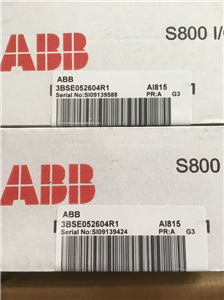 ABB
S800 I/
ABB
3BSE052604R1 AI815
Serial No:SI09139588 PR:A G3
ABB
S800
ABB
3BSE052604R1 AI815
Serial No:SI09139424 PR:A G3